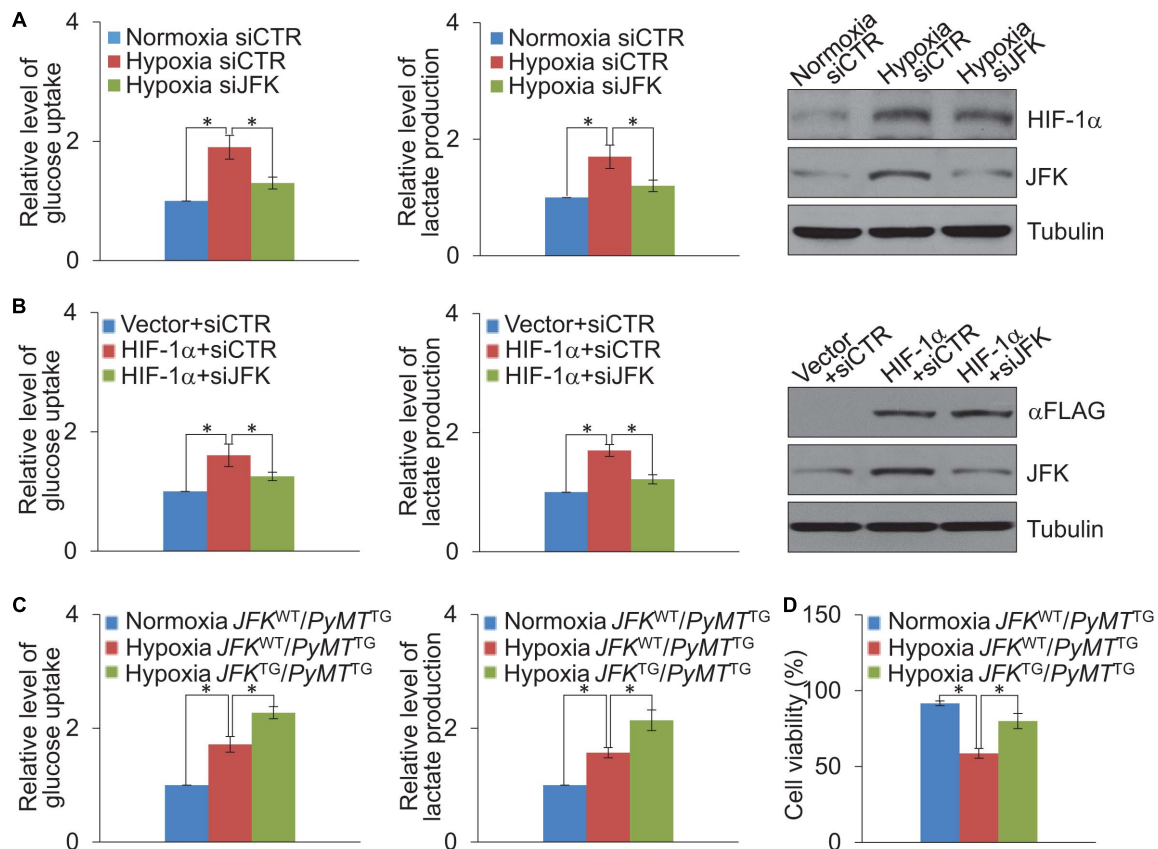 A
4
2
0
Relative level of
glucose uptake
Normoxia siCTR
Hypoxia siCTR
Hypoxia siJFK
* *
4
2
0
Relative level of
lactate production
Normoxia siCTR
Hypoxia siCTR
Hypoxia siJFK
* *
Normoxia
siCTR
Hypoxia
siCTR
Hypoxia
siJFK
HIF-1α
JFK
Tubulin
B
4
2
0
Relative level of
glucose uptake
Vector+siCTR
HIF-1α+siCTR
HIF-1α+siJFK
* *
4
2
0
Relative level of
lactate production
Vector+siCTR
HIF-1α+siCTR
HIF-1α+siJFK
* *
Vector
+siCTR
HIF-1α
+siCTR
HIF-1α
+siJFK
αFLAG
JFK
Tubulin
C
4
2
0
Relative level of
glucose uptake
Normoxia JFKWT/PyMTTG
Hypoxia JFKWT/PyMTTG
Hypoxia JFKTG/PyMTTG
* *
4
2
0
Relative level of
lactate production
Normoxia JFKWT/PyMTTG
Hypoxia JFKWT/PyMTTG
Hypoxia JFKTG/PyMTTG
* *
D
150
100
50
0
Cell viability (%)
Normoxia JFKWT/PyMTTG
Hypoxia JFKWT/PyMTTG
Hypoxia JFKTG/PyMTTG
* *